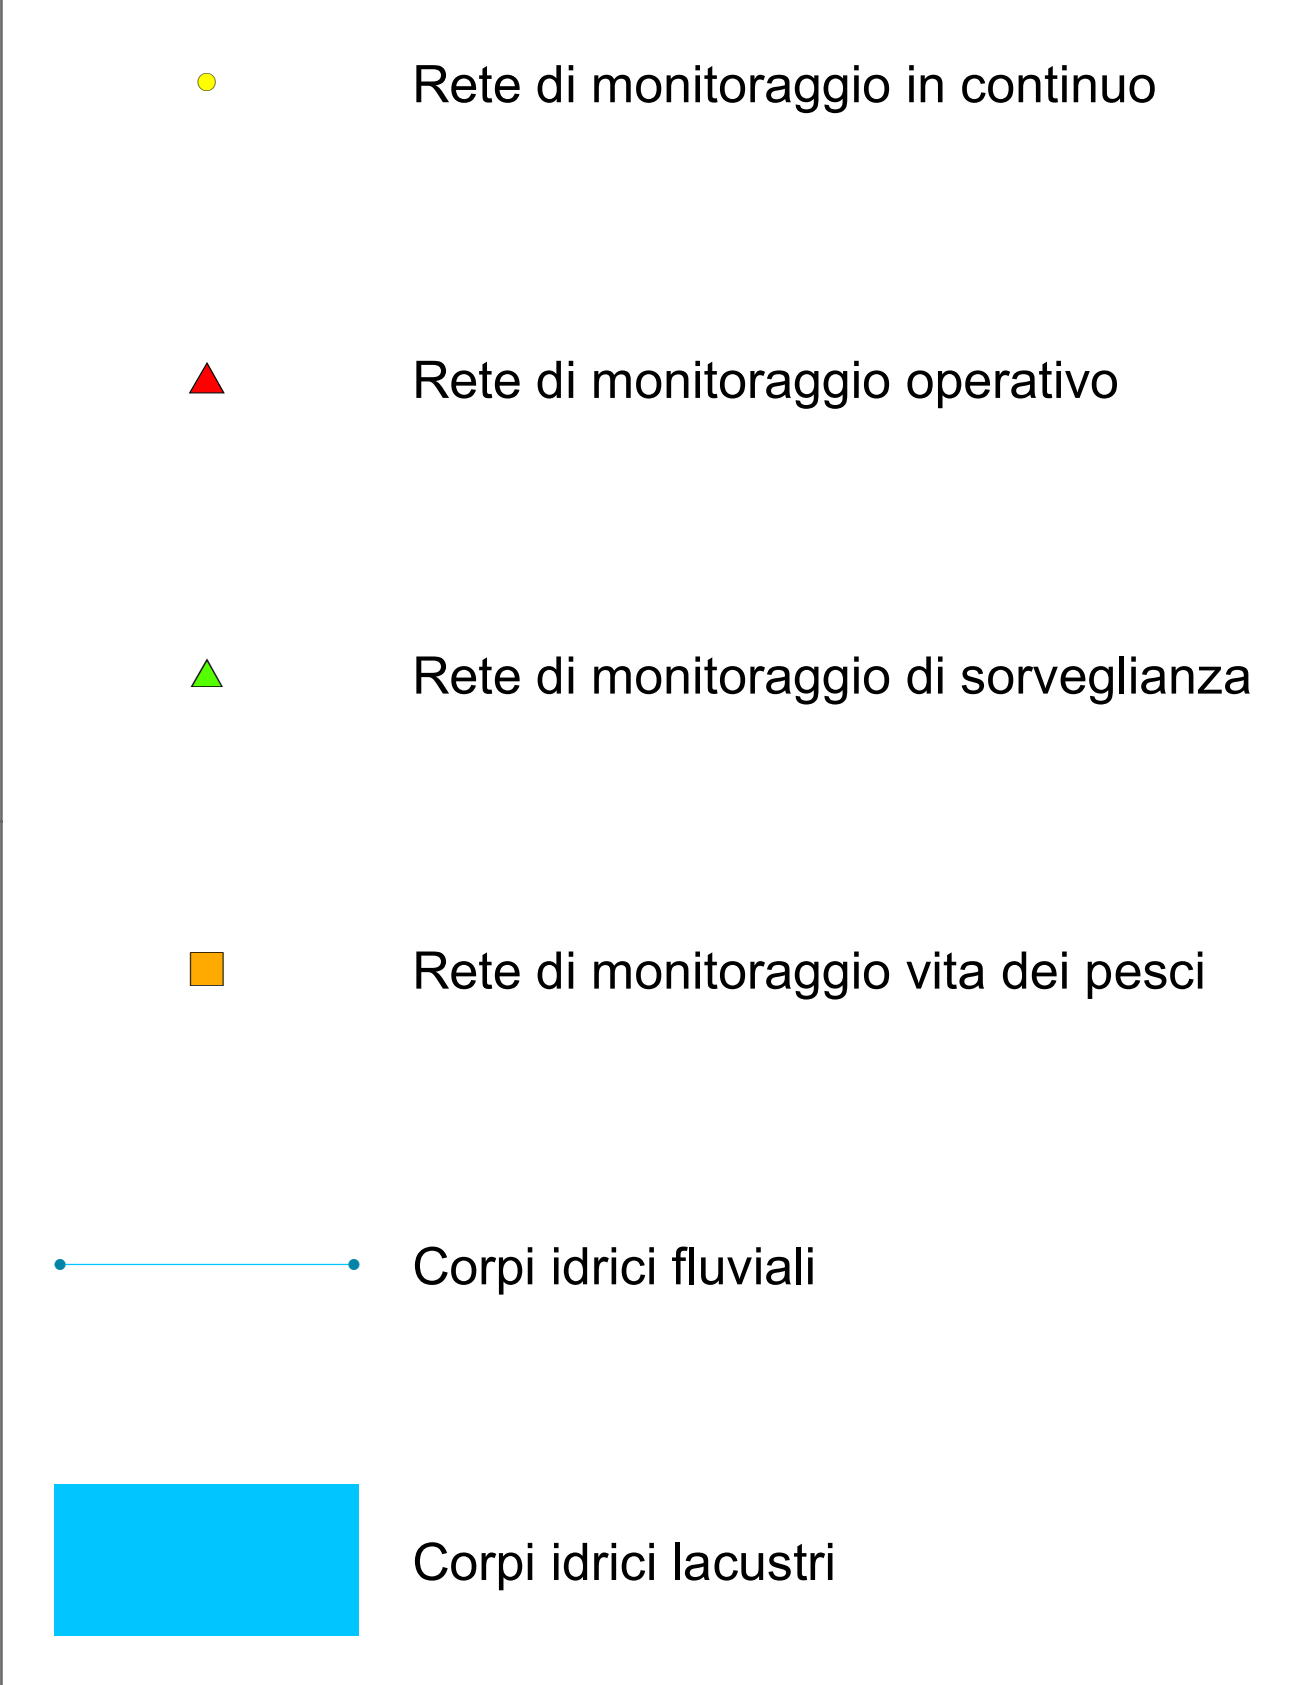 Rete di monitoraggio in continuo
Rete di monitoraggio operativo
Rete di monitoraggio di sorveglianza
Rete di monitoraggio vita dei pesci
Corpi idrici fluviali
Corpi idrici lacustri